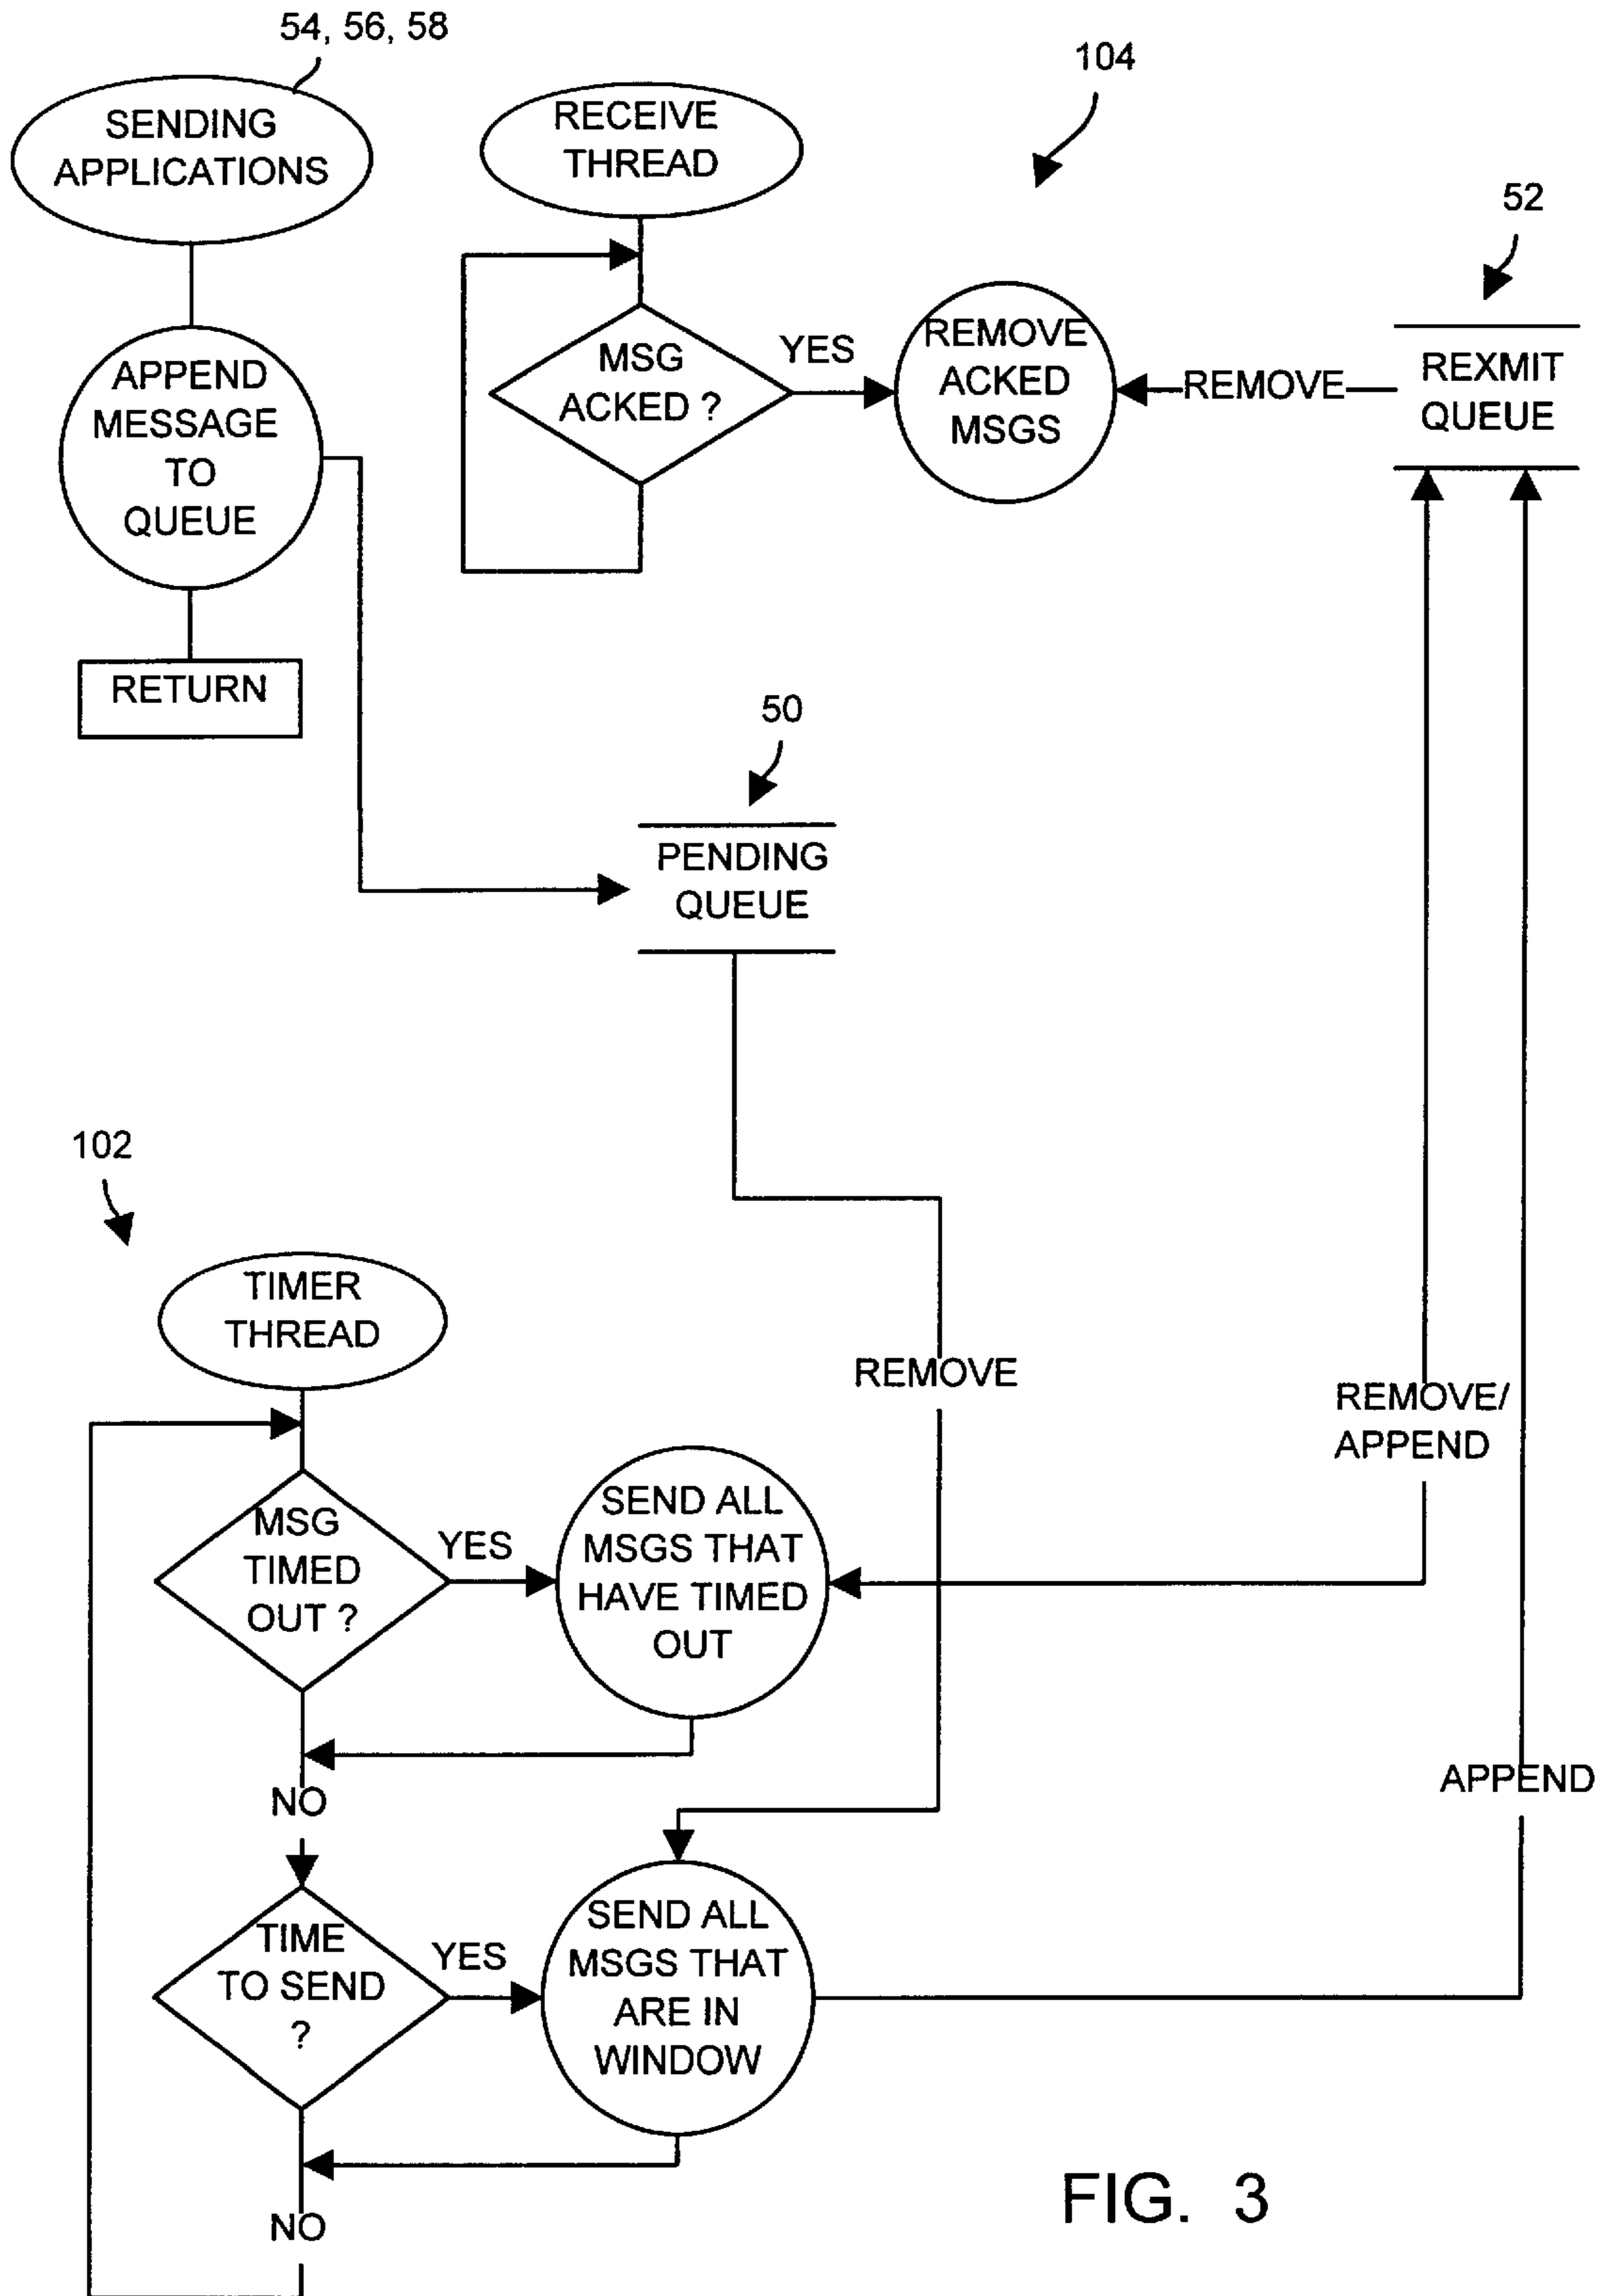 54, 56, 58
104
SENDING
APPLICATIONS
RECEIVE
THREAD
52
APPEND
MESSAGE
TO
QUEUE
MSG
ACKED ?
YES
REMOVE
ACKED
MSGS
REMOVE
REXMIT
QUEUE
RETURN
50
PENDING
QUEUE
102
TIMER
THREAD
REMOVE
REMOVE/
APPEND
MSG
TIMED
OUT ?
YES
SEND ALL
MSGS THAT
HAVE TIMED
OUT
NO
APPEND
TIME
TO SEND
?
YES
SEND ALL
MSGS THAT
ARE IN
WINDOW
NO
FIG. 3